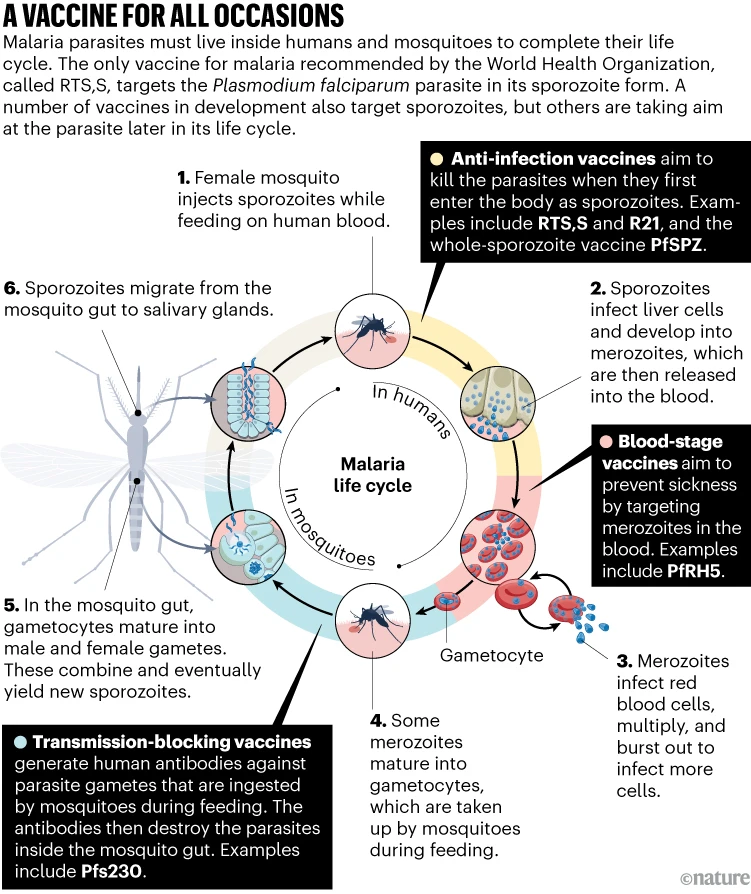 A VACCINE FOR ALL OCCASIONS
Malaria parasites must live inside humans and mosquitoes to complete their life
cycle. The only vaccine for malaria recommended by the World Health Organization,
called RTS,S, targets the Plasmodium falciparum parasite in its sporozoite form. A
number of vaccines in development also target sporozoites, but others are taking aim
at the parasite later in its life cycle.
1. Female mosquito
injects sporozoites while
feeding on human blood.
Anti-infection vaccines aim to
kill the parasites when they first
enter the body as sporozoites. Exam-
ples include RTS,S and R21, and the
whole-sporozoite vaccine PfSPZ.
6. Sporozoites migrate from the
mosquito gut to salivary glands.
2. Sporozoites
infect liver cells
and develop into
merozoites, which
are then released
into the blood.
In humans
Malaria
life cycle
In mosquitoes
Blood-stage
vaccines aim to
prevent sickness
by targeting
merozoites in the
blood. Examples
include PfRH5.
5. In the mosquito gut,
gametocytes mature into
male and female gametes.
These combine and eventually
yield new sporozoites.
Gametocyte
3. Merozoites
infect red
blood cells,
multiply, and
burst out to
infect more
cells.
4. Some
merozoites
mature into
gametocytes,
which are taken
up by mosquitoes
during feeding.
Transmission-blocking vaccines
generate human antibodies against
parasite gametes that are ingested
by mosquitoes during feeding. The
antibodies then destroy the parasites
inside the mosquito gut. Examples
include Pfs230.
©nature